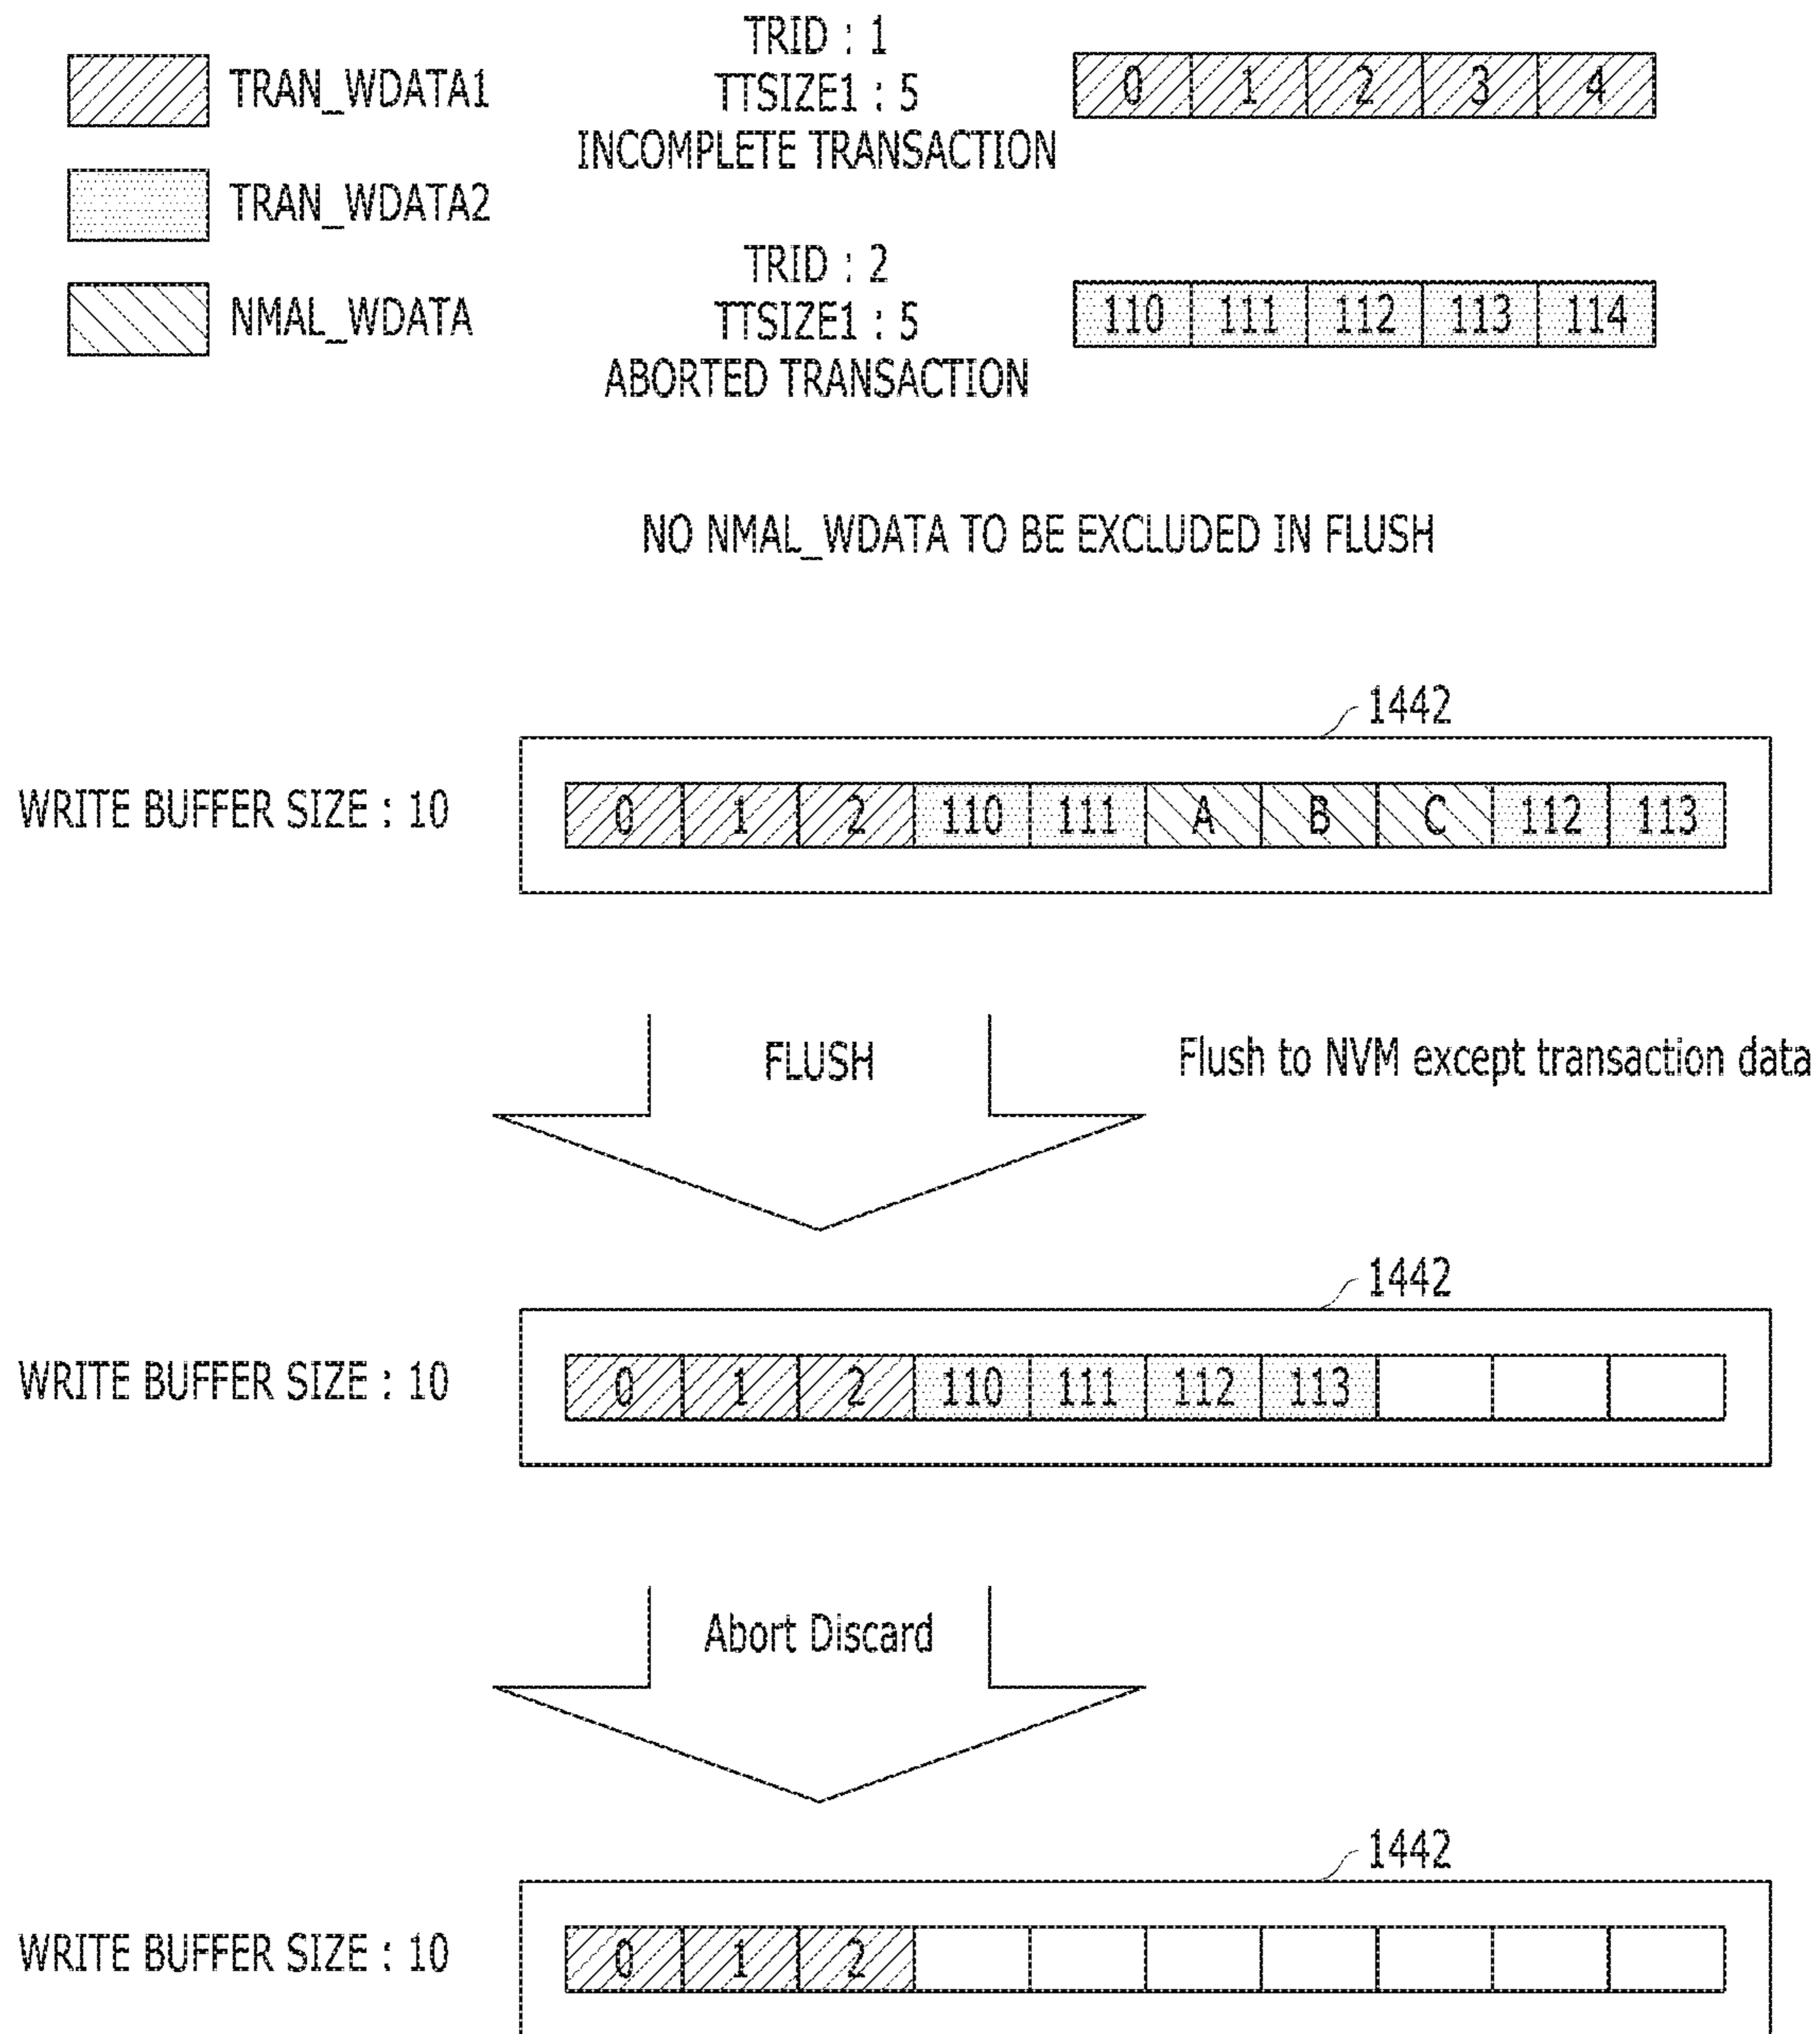 TRAN_WDATA1
TRAN_WDATA2
NMAL_WDATA
TRID : 1
TTSIZE1 : 5
INCOMPLETE TRANSACTION
0 1 2 3 4
TRID : 2
TTSIZE1 : 5
ABORTED TRANSACTION
110 111 112 113 114
NO NMAL_WDATA TO BE EXCLUDED IN FLUSH
1442
WRITE BUFFER SIZE : 10
0 1 2 110 111 A B C 112 113
FLUSH
Flush to NVM except transaction data
1442
WRITE BUFFER SIZE : 10
0 1 2 110 111 112 113
Abort Discard
1442
WRITE BUFFER SIZE : 10
0 1 2